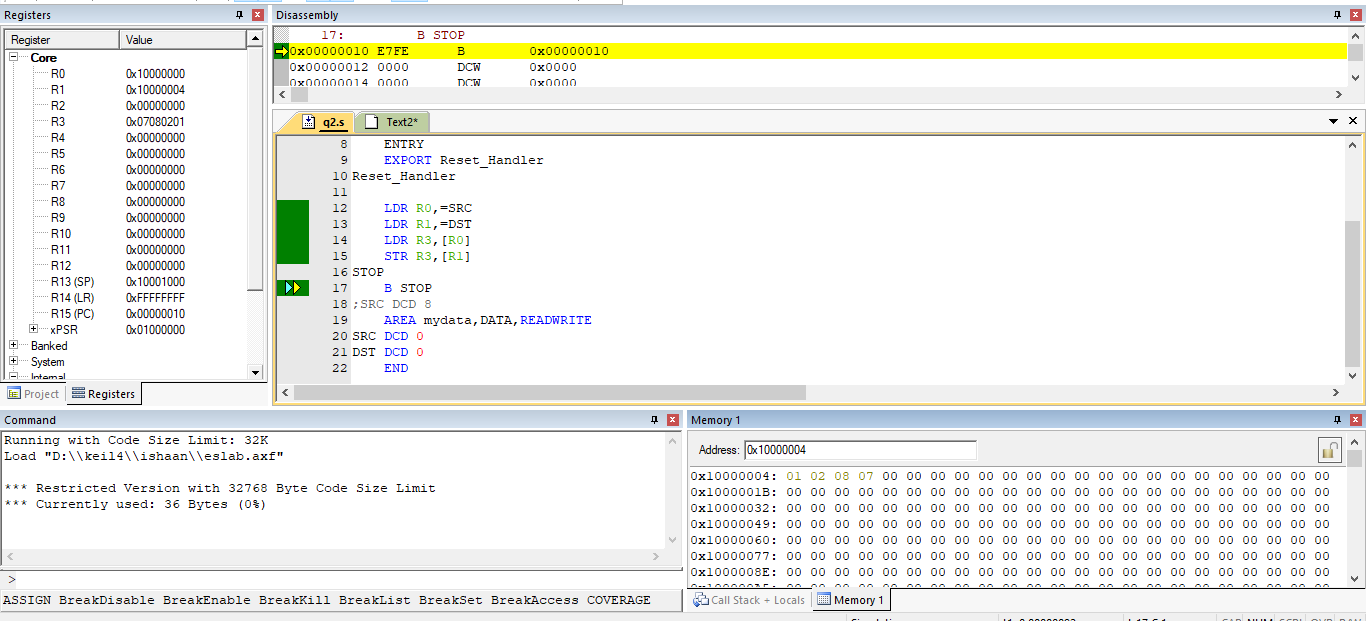 Registers
Register Value
Core
R0 0x10000000
R1 0x10000004
R2 0x00000000
R3 0x07080201
R4 0x00000000
R5 0x00000000
R6 0x00000000
R7 0x00000000
R8 0x00000000
R9 0x00000000
R10 0x00000000
R11 0x00000000
R12 0x00000000
R13 (SP) 0x10001000
R14 (LR) 0xFFFFFFFF
R15 (PC) 0x00000010
xPSR 0x01000000
Banked
System
Internal
Project Registers
Disassembly
17: B STOP
0x00000010 E7FE B 0x00000010
0x00000012 0000 DCW 0x0000
0x00000014 0000 DCW 0x0000
q2.s Text2*
8 ENTRY
9 EXPORT Reset_Handler
10 Reset_Handler
11
12 LDR R0,=SRC
13 LDR R1,=DST
14 LDR R3,[R0]
15 STR R3,[R1]
16 STOP
17 B STOP
18 ;SRC DCD 8
19 AREA mydata,DATA,READWRITE
20 SRC DCD 0
21 DST DCD 0
22 END
Command
Running with Code Size Limit: 32K
Load "D:\\keil4\\ishaan\\eslab.axf"
*** Restricted Version with 32768 Byte Code Size Limit
*** Currently used: 36 Bytes (0%)
>
ASSIGN BreakDisable BreakEnable BreakKill BreakList BreakSet BreakAccess COVERAGE
Memory 1
Address: 0x10000004
0x10000004: 01 02 08 07 00 00 00 00 00 00 00 00 00 00 00 00 00 00 00 00 00 00 00
0x1000001B: 00 00 00 00 00 00 00 00 00 00 00 00 00 00 00 00 00 00 00 00 00 00 00
0x10000032: 00 00 00 00 00 00 00 00 00 00 00 00 00 00 00 00 00 00 00 00 00 00 00
0x10000049: 00 00 00 00 00 00 00 00 00 00 00 00 00 00 00 00 00 00 00 00 00 00 00
0x10000060: 00 00 00 00 00 00 00 00 00 00 00 00 00 00 00 00 00 00 00 00 00 00 00
0x10000077: 00 00 00 00 00 00 00 00 00 00 00 00 00 00 00 00 00 00 00 00 00 00 00
0x1000008E: 00 00 00 00 00 00 00 00 00 00 00 00 00 00 00 00 00 00 00 00 00 00 00
Call Stack + Locals Memory 1